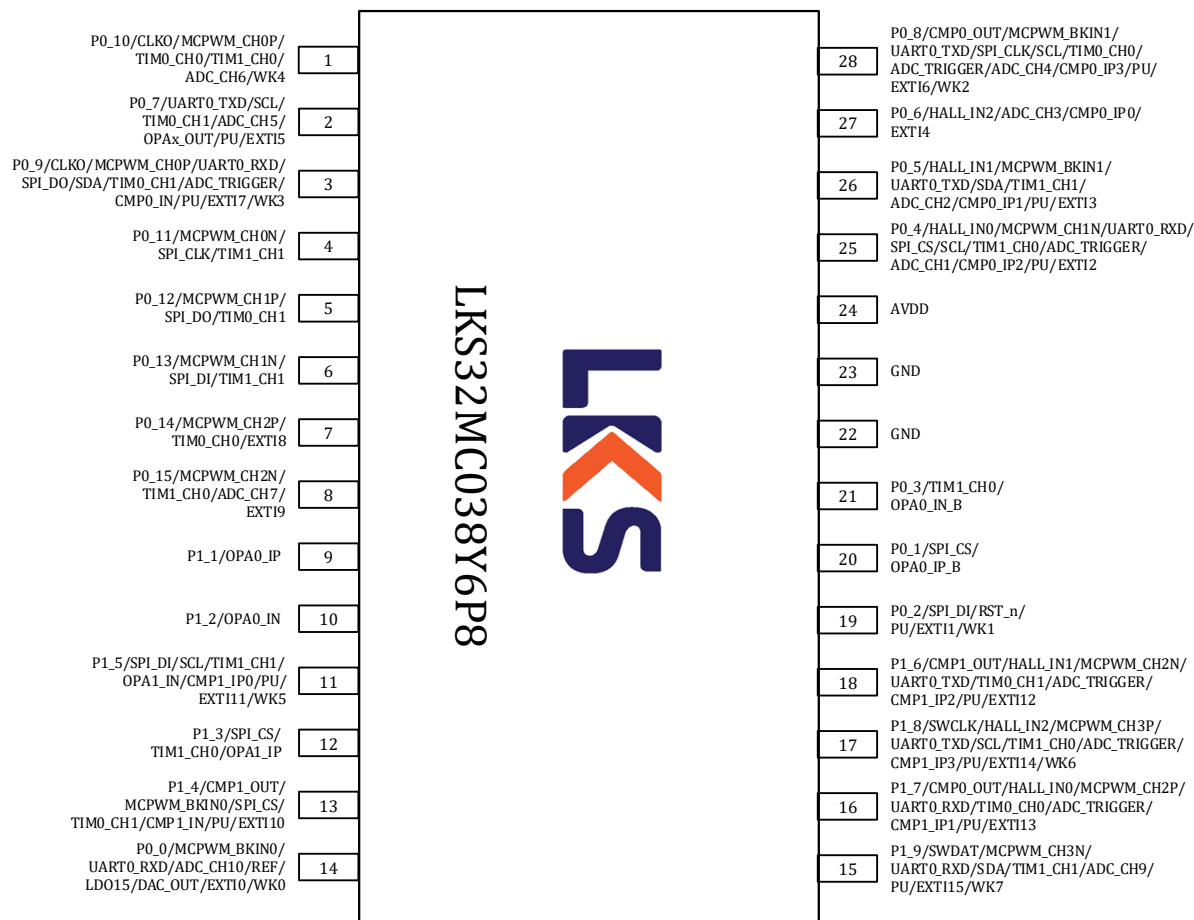 P0_10/CLKO/MCPWM_CH0P/
TIM0_CH0/TIM1_CH0/
ADC_CH6/WK4
1
P0_7/UART0_TXD/SCL/
TIM0_CH1/ADC_CH5/
OPAx_OUT/PU/EXTI5
2
P0_9/CLKO/MCPWM_CH0P/UART0_RXD/
SPI_DO/SDA/TIM0_CH1/ADC_TRIGGER/
CMP0_IN/PU/EXTI7/WK3
3
P0_11/MCPWM_CH0N/
SPI_CLK/TIM1_CH1
4
P0_12/MCPWM_CH1P/
SPI_DO/TIM0_CH1
5
P0_13/MCPWM_CH1N/
SPI_DI/TIM1_CH1
6
P0_14/MCPWM_CH2P/
TIM0_CH0/EXTI8
7
P0_15/MCPWM_CH2N/
TIM1_CH0/ADC_CH7/
EXTI9
8
P1_1/OPA0_IP
9
P1_2/OPA0_IN
10
P1_5/SPI_DI/SCL/TIM1_CH1/
OPA1_IN/CMP1_IP0/PU/
EXTI11/WK5
11
P1_3/SPI_CS/
TIM1_CH0/OPA1_IP
12
P1_4/CMP1_OUT/
MCPWM_BKIN0/SPI_CS/
TIM0_CH1/CMP1_IN/PU/EXTI10
13
P0_0/MCPWM_BKIN0/
UART0_RXD/ADC_CH10/REF/
LDO15/DAC_OUT/EXTI0/WK0
14
LKS32MC038Y6P8
LKS
28
P0_8/CMP0_OUT/MCPWM_BKIN1/
UART0_TXD/SPI_CLK/SCL/TIM0_CH0/
ADC_TRIGGER/ADC_CH4/CMP0_IP3/PU/
EXTI6/WK2
27
P0_6/HALL_IN2/ADC_CH3/CMP0_IP0/
EXTI4
26
P0_5/HALL_IN1/MCPWM_BKIN1/
UART0_TXD/SDA/TIM1_CH1/
ADC_CH2/CMP0_IP1/PU/EXTI3
25
P0_4/HALL_IN0/MCPWM_CH1N/UART0_RXD/
SPI_CS/SCL/TIM1_CH0/ADC_TRIGGER/
ADC_CH1/CMP0_IP2/PU/EXTI2
24
AVDD
23
GND
22
GND
21
P0_3/TIM1_CH0/
OPA0_IN_B
20
P0_1/SPI_CS/
OPA0_IP_B
19
P0_2/SPI_DI/RST_n/
PU/EXTI1/WK1
18
P1_6/CMP1_OUT/HALL_IN1/MCPWM_CH2N/
UART0_TXD/TIM0_CH1/ADC_TRIGGER/
CMP1_IP2/PU/EXTI12
17
P1_8/SWCLK/HALL_IN2/MCPWM_CH3P/
UART0_TXD/SCL/TIM1_CH0/ADC_TRIGGER/
CMP1_IP3/PU/EXTI14/WK6
16
P1_7/CMP0_OUT/HALL_IN0/MCPWM_CH2P/
UART0_RXD/TIM0_CH0/ADC_TRIGGER/
CMP1_IP1/PU/EXTI13
15
P1_9/SWDAT/MCPWM_CH3N/
UART0_RXD/SDA/TIM1_CH1/ADC_CH9/
PU/EXTI15/WK7